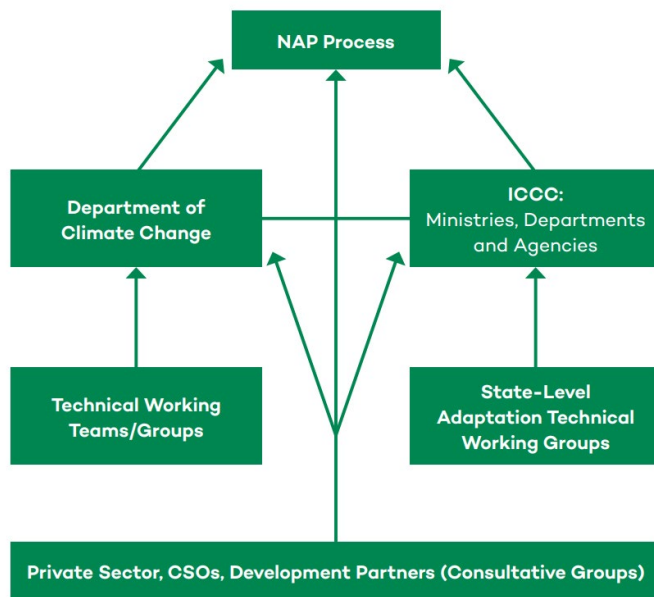 NAP Process
Department of
Climate Change
ICCC:
Ministries, Departments
and Agencies
Technical Working
Teams/Groups
State-Level
Adaptation Technical
Working Groups
Private Sector, CSOs, Development Partners (Consultative Groups)